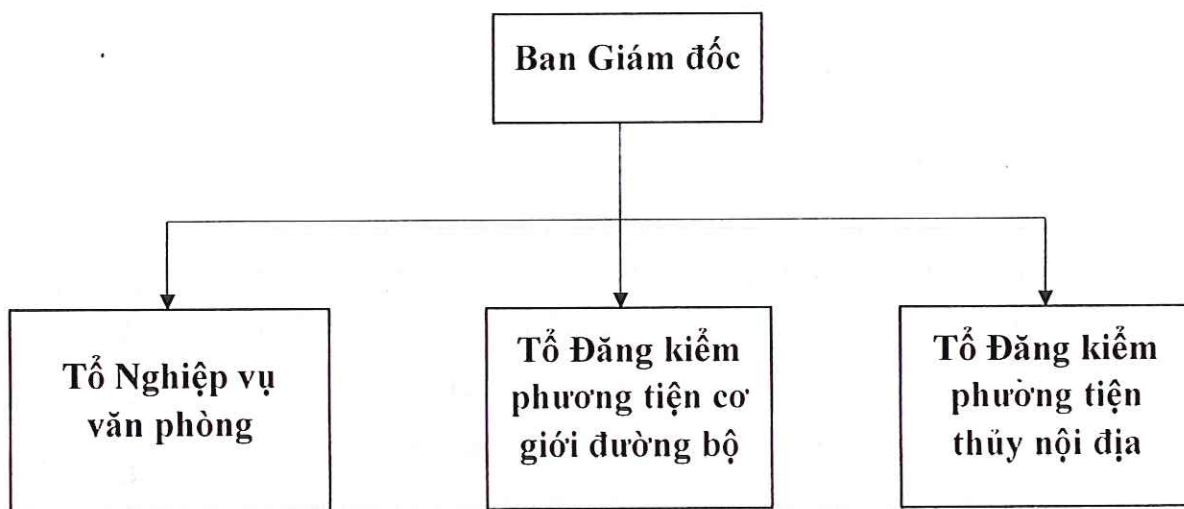 Ban Giám đốc
Tổ Nghiệp vụ
văn phòng
Tổ Đăng kiểm
phương tiện cơ
giới đường bộ
Tổ Đăng kiểm
phường tiện
thủy nội địa